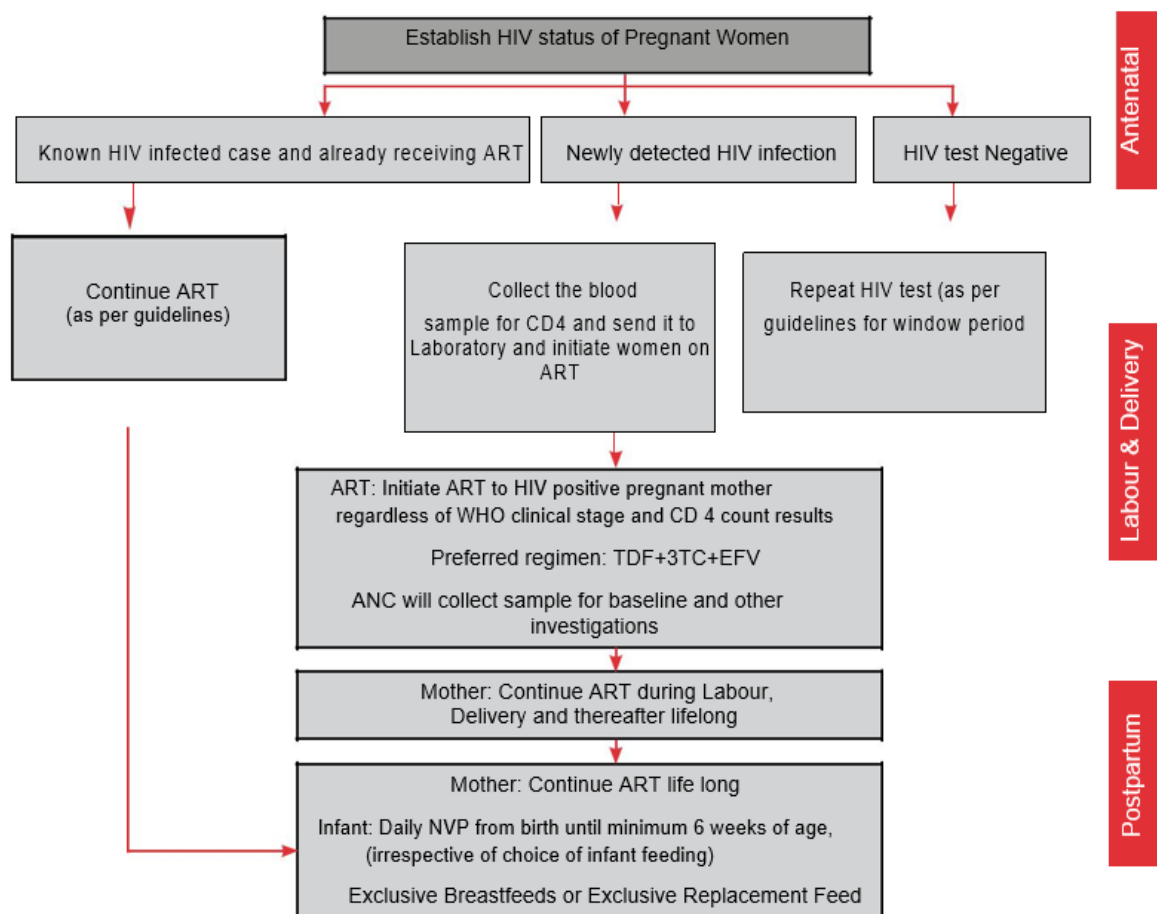 Establish HIV status of Pregnant Women
Antenatal
Known HIV infected case and already receiving ART
Newly detected HIV infection
HIV test Negative
Continue ART
(as per guidelines)
Collect the blood
sample for CD4 and send it to
Laboratory and initiate women on
ART
Repeat HIV test (as per
guidelines for window period
Labour & Delivery
ART: Initiate ART to HIV positive pregnant mother
regardless of WHO clinical stage and CD 4 count results
Preferred regimen: TDF+3TC+EFV
ANC will collect sample for baseline and other
investigations
Mother: Continue ART during Labour,
Delivery and thereafter lifelong
Postpartum
Mother: Continue ART life long
Infant: Daily NVP from birth until minimum 6 weeks of age,
(irrespective of choice of infant feeding)
Exclusive Breastfeeds or Exclusive Replacement Feed